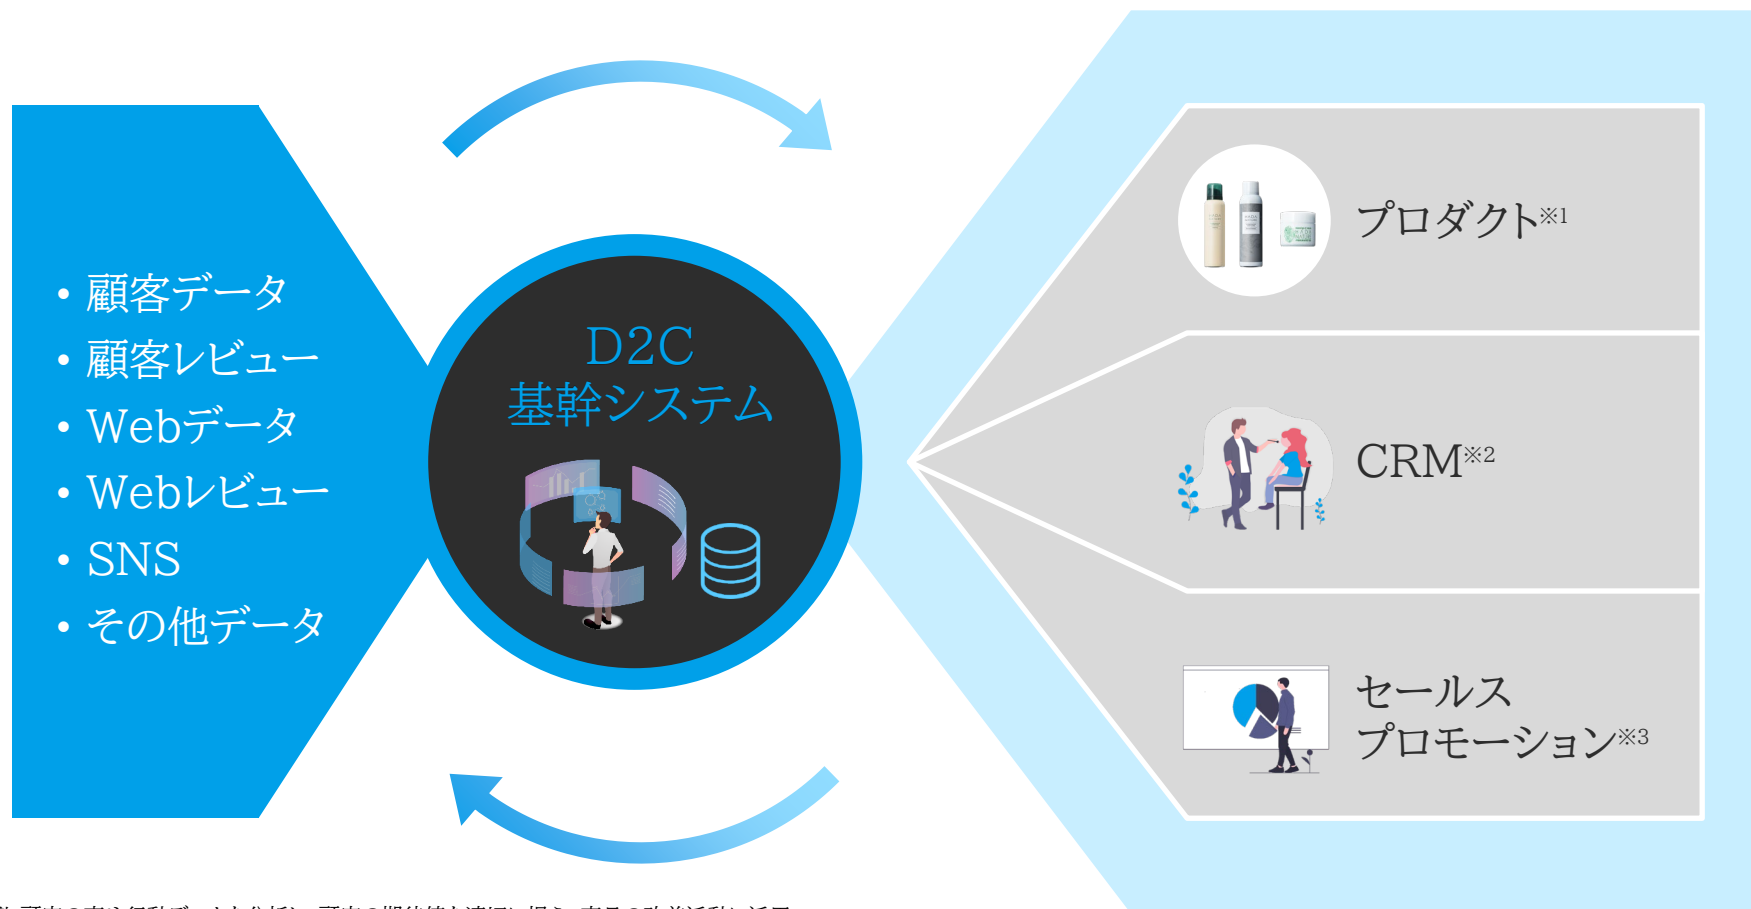 ・顧客データ
・顧客レビュー
・Webデータ
・Webレビュー
・SNS
・その他データ
D2C
基幹システム
プロダクト※1
CRM※2
セールス
プロモーション※3